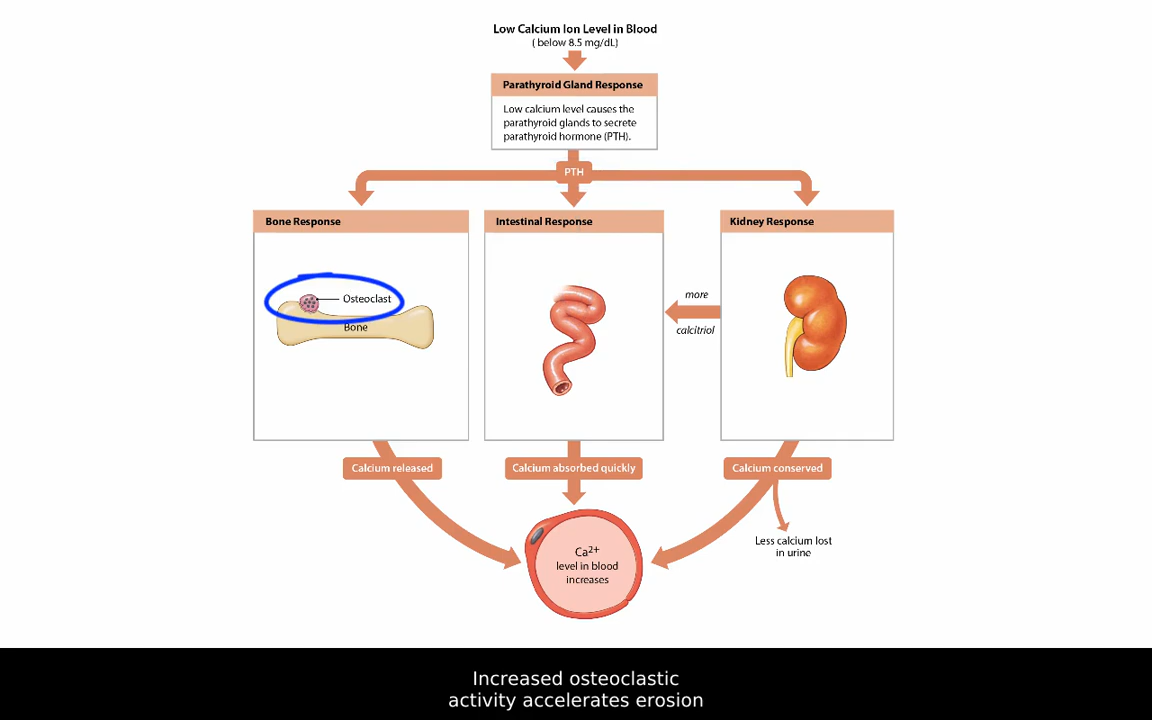 Low Calcium Ion Level in Blood
( below 8.5 mg/dL)
Parathyroid Gland Response
Low calcium level causes the
parathyroid glands to secrete
parathyroid hormone (PTH).
PTH
Bone Response
Osteoclast
Bone
Intestinal Response
more
calcitriol
Kidney Response
Calcium released
Calcium absorbed quickly
Calcium conserved
Less calcium lost
in urine
Ca2+
level in blood
increases
Increased osteoclastic
activity accelerates erosion